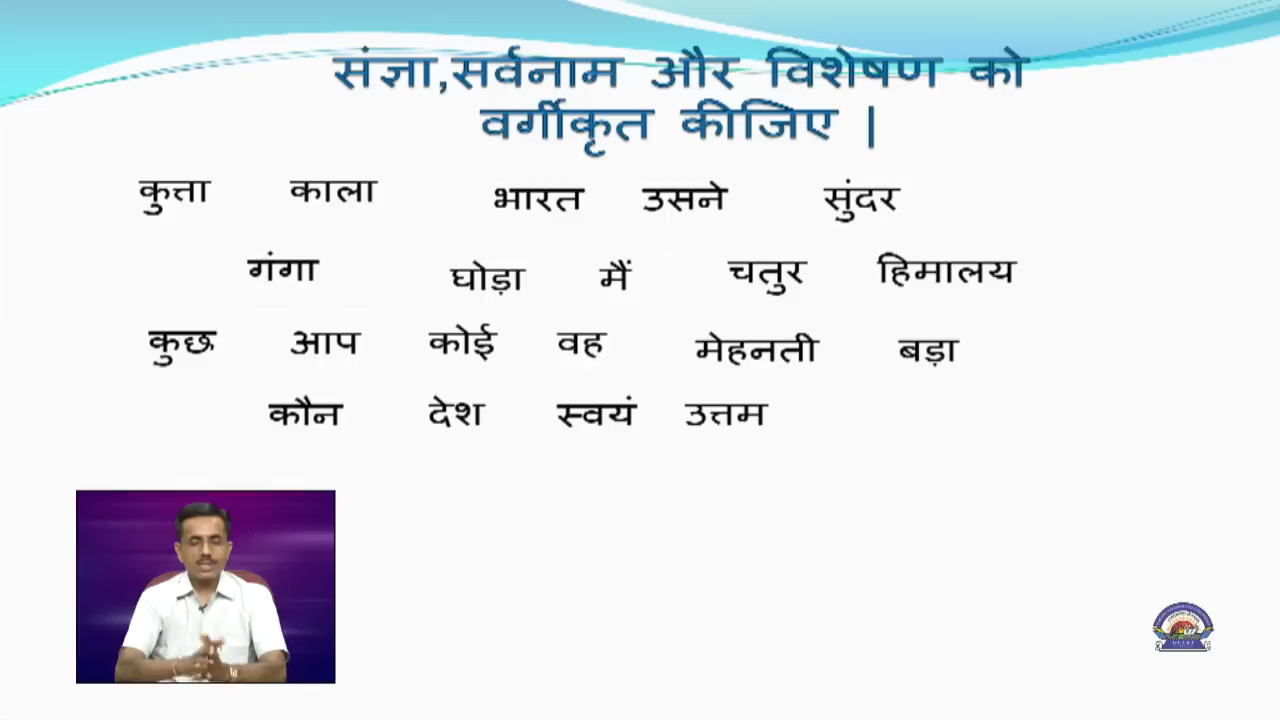 संज्ञा,सर्वनाम और विशेषण को
वर्गीकृत कीजिए |
कुत्ता काला भारत उसने सुंदर
गंगा घोड़ा मैं चतुर हिमालय
कुछ आप कोई वह मेहनती बड़ा
कौन देश स्वयं उत्तम